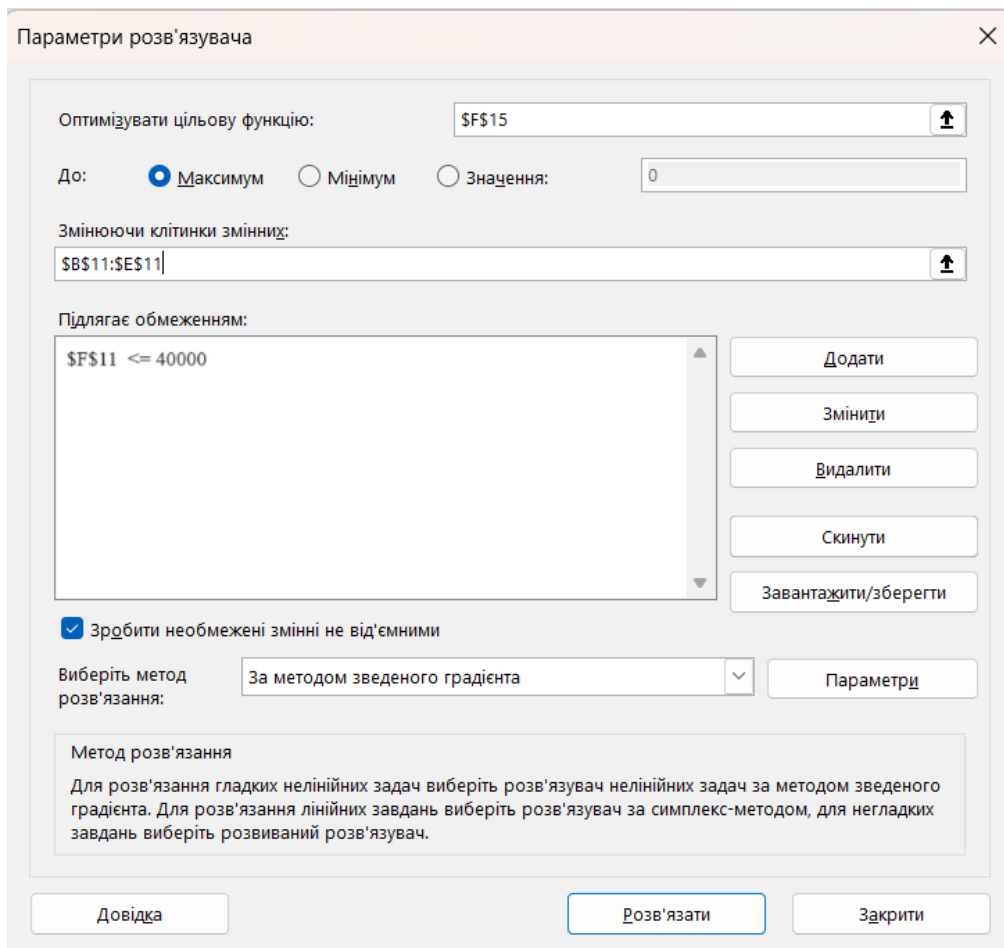 Параметри розв'язувача
Оптимізувати цільову функцію: $F$15
До: Максимум Мінімум Значення: 0
Змінюючи клітинки змінних:
$B$11:$E$11
Підлягає обмеженням:
$F$11 <= 40000
Додати
Змінити
Видалити
Скинути
Завантажити/зберегти
Зробити необмежені змінні не від'ємними
Виберіть метод
розв'язання:
За методом зведеного градієнта
Параметри
Метод розв'язання
Для розв'язання гладких нелінійних задач виберіть розв'язувач нелінійних задач за методом зведеного
градієнта. Для розв'язання лінійних завдань виберіть розв'язувач за симплекс-методом, для негладких
завдань виберіть розвиваний розв'язувач.
Довідка Розв'язати Закрити